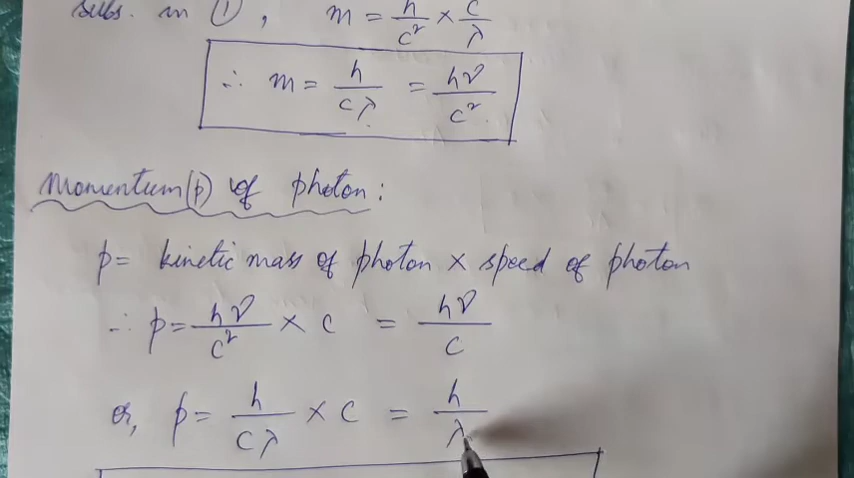 subs. in (1), m = h/c² × c/λ
∴ m = h/cλ = hν/c²
Momentum(p) of photon:
p = kinetic mass of photon × speed of photon
∴ p = hν/c² × c = hν/c
or, p = h/cλ × c = h/λ